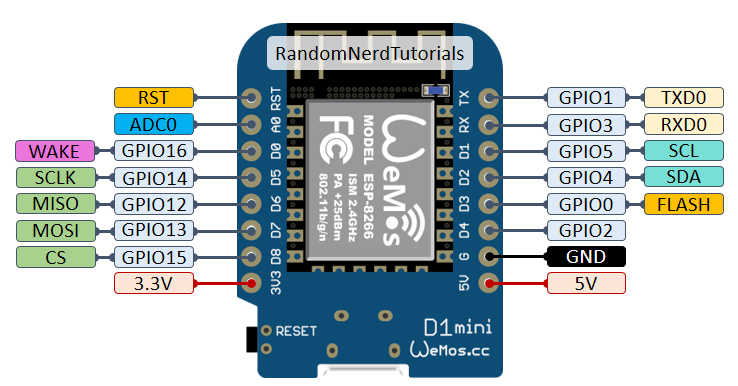 RandomNerdTutorials
RST RST
ADC0 A0
WAKE GPIO16 D0
SCLK GPIO14 D5
MISO GPIO12 D6
MOSI GPIO13 D7
CS GPIO15 D8
3.3V 3V3
WeMos
MODEL ESP-8266
ISM 2.4GHz
PA +25dBm
802.11b/g/n
FC
TX GPIO1 TXD0
RX GPIO3 RXD0
D1 GPIO5 SCL
D2 GPIO4 SDA
D3 GPIO0 FLASH
D4 GPIO2
G GND
5V 5V
RESET
D1 mini
WeMos.cc